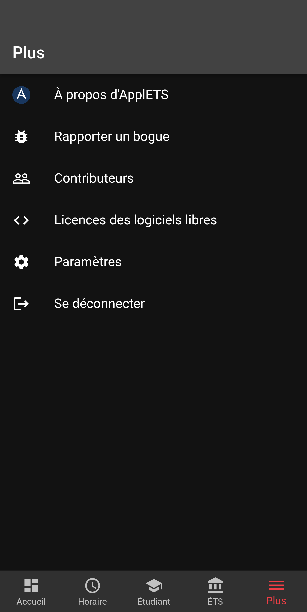 Plus
À propos d'ApplETS
Rapporter un bogue
Contributeurs
Licences des logiciels libres
Paramètres
Se déconnecter
Accueil
Horaire
Étudiant
ÉTS
Plus